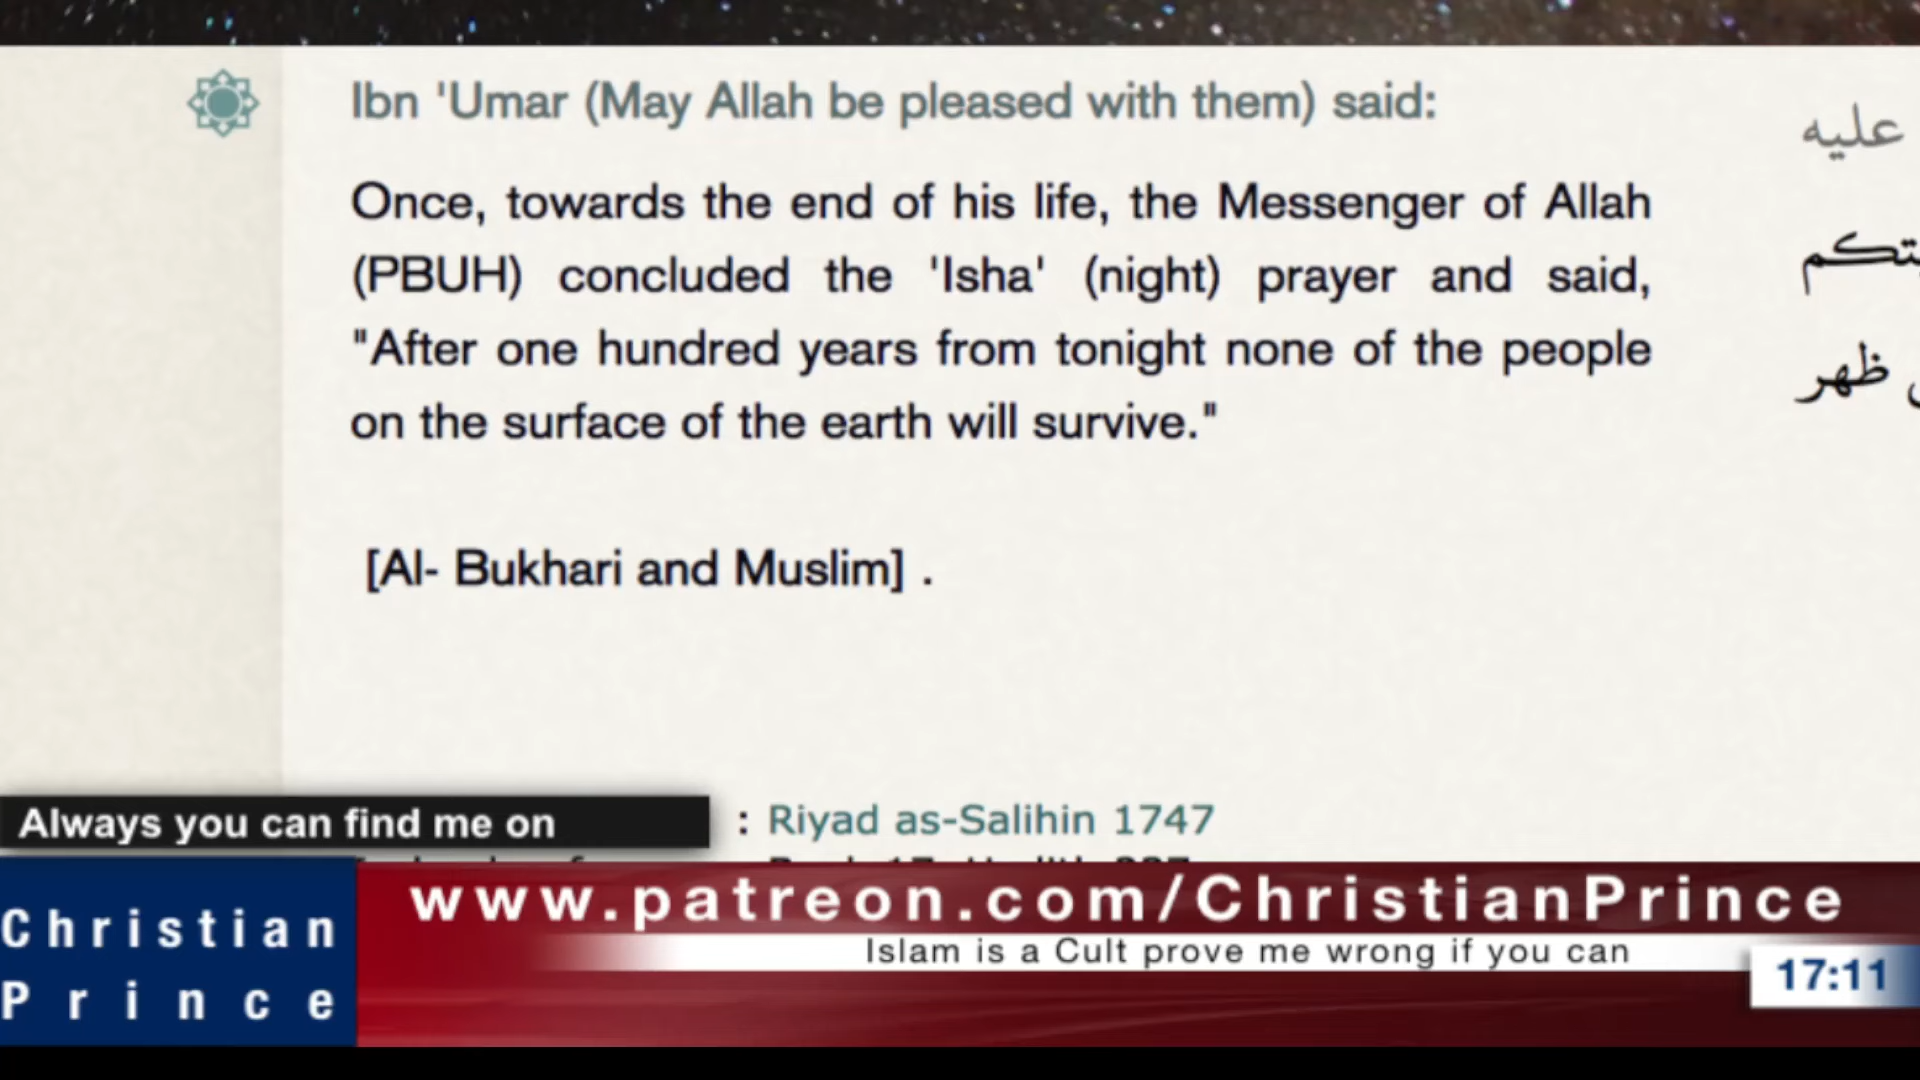 Ibn 'Umar (May Allah be pleased with them) said:
عليه
Once, towards the end of his life, the Messenger of Allah
(PBUH) concluded the 'Isha' (night) prayer and said,
"After one hundred years from tonight none of the people
on the surface of the earth will survive."
ظهر
[Al- Bukhari and Muslim] .
: Riyad as-Salihin 1747
Always you can find me on
www.patreon.com/ChristianPrince
Christian
Prince
Islam is a Cult prove me wrong if you can
17:11